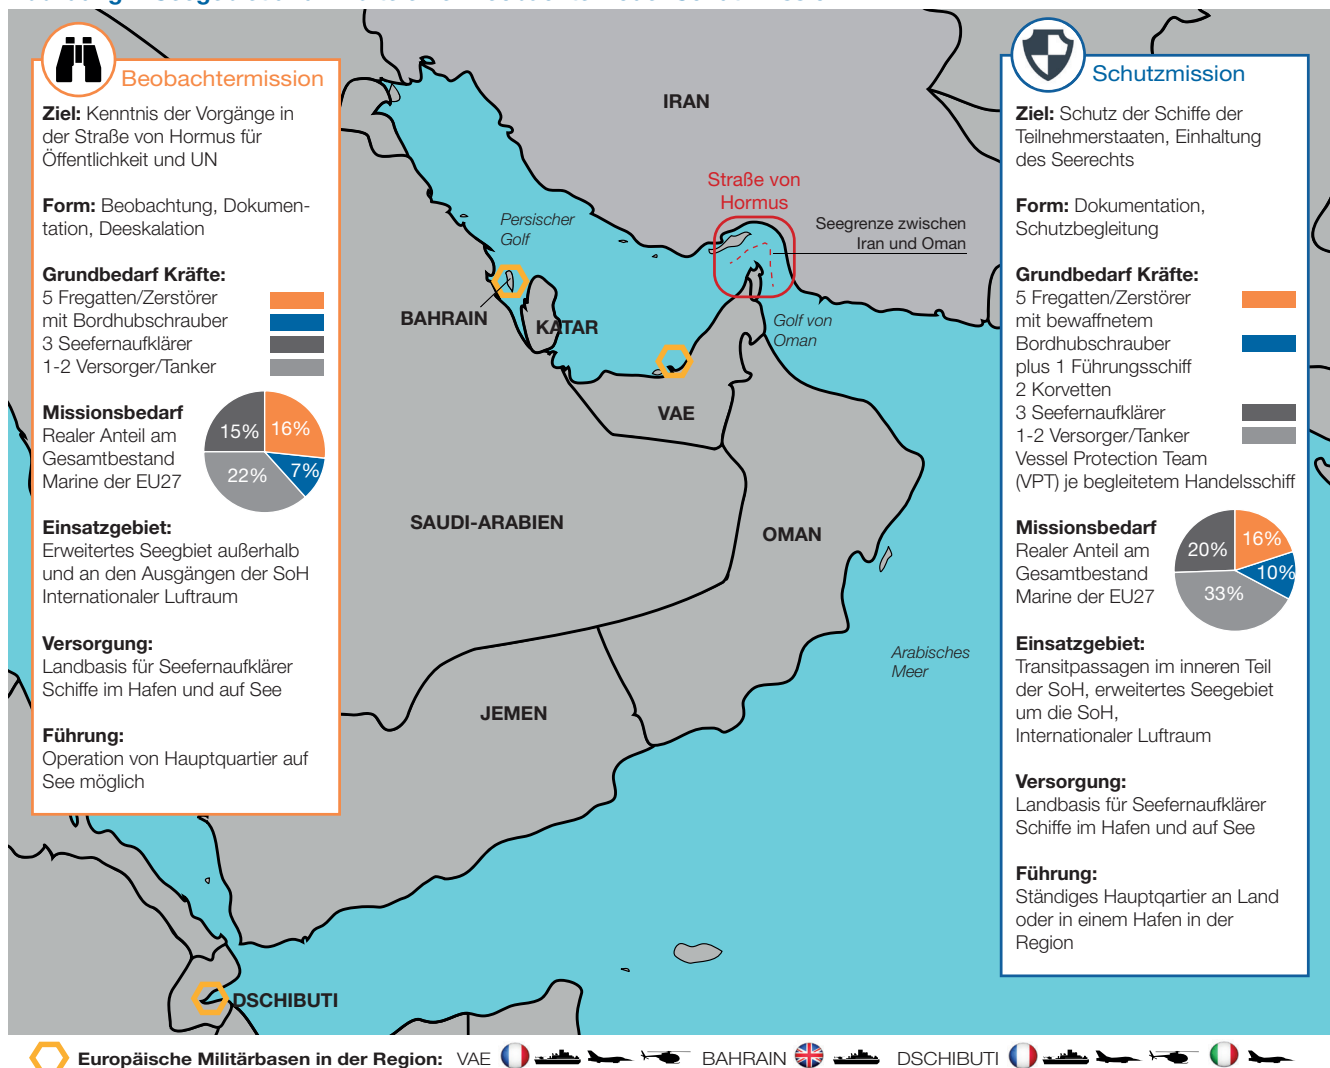 Beobachtermission
Ziel: Kenntnis der Vorgänge in
der Straße von Hormus für
Öffentlichkeit und UN
Form: Beobachtung, Dokumen-
tation, Deeskalation
Grundbedarf Kräfte:
5 Fregatten/Zerstörer
mit Bordhubschrauber
3 Seefernaufklärer
1-2 Versorger/Tanker
Missionsbedarf
Realer Anteil am
Gesamtbestand
Marine der EU27
15%
16%
22%
7%
Einsatzgebiet:
Erweitertes Seegbiet außerhalb
und an den Ausgängen der SoH
Internationaler Luftraum
Versorgung:
Landbasis für Seefernaufklärer
Schiffe im Hafen und auf See
Führung:
Operation von Hauptquartier auf
See möglich
IRAN
Straße von
Hormus
Seegrenze zwischen
Iran und Oman
Persischer
Golf
BAHRAIN
KATAR
Golf von
Oman
VAE
SAUDI-ARABIEN
OMAN
Arabisches
Meer
JEMEN
DSCHIBUTI
Schutzmission
Ziel: Schutz der Schiffe der
Teilnehmerstaaten, Einhaltung
des Seerechts
Form: Dokumentation,
Schutzbegleitung
Grundbedarf Kräfte:
5 Fregatten/Zerstörer
mit bewaffnetem
Bordhubschrauber
plus 1 Führungsschiff
2 Korvetten
3 Seefernaufklärer
1-2 Versorger/Tanker
Vessel Protection Team
(VPT) je begleitetem Handelsschiff
Missionsbedarf
Realer Anteil am
Gesamtbestand
Marine der EU27
20%
16%
10%
33%
Einsatzgebiet:
Transitpassagen im inneren Teil
der SoH, erweitertes Seegebiet
um die SoH,
Internationaler Luftraum
Versorgung:
Landbasis für Seefernaufklärer
Schiffe im Hafen und auf See
Führung:
Ständiges Hauptqartier an Land
oder in einem Hafen in der
Region
Europäische Militärbasen in der Region: VAE BAHRAIN DSCHIBUTI